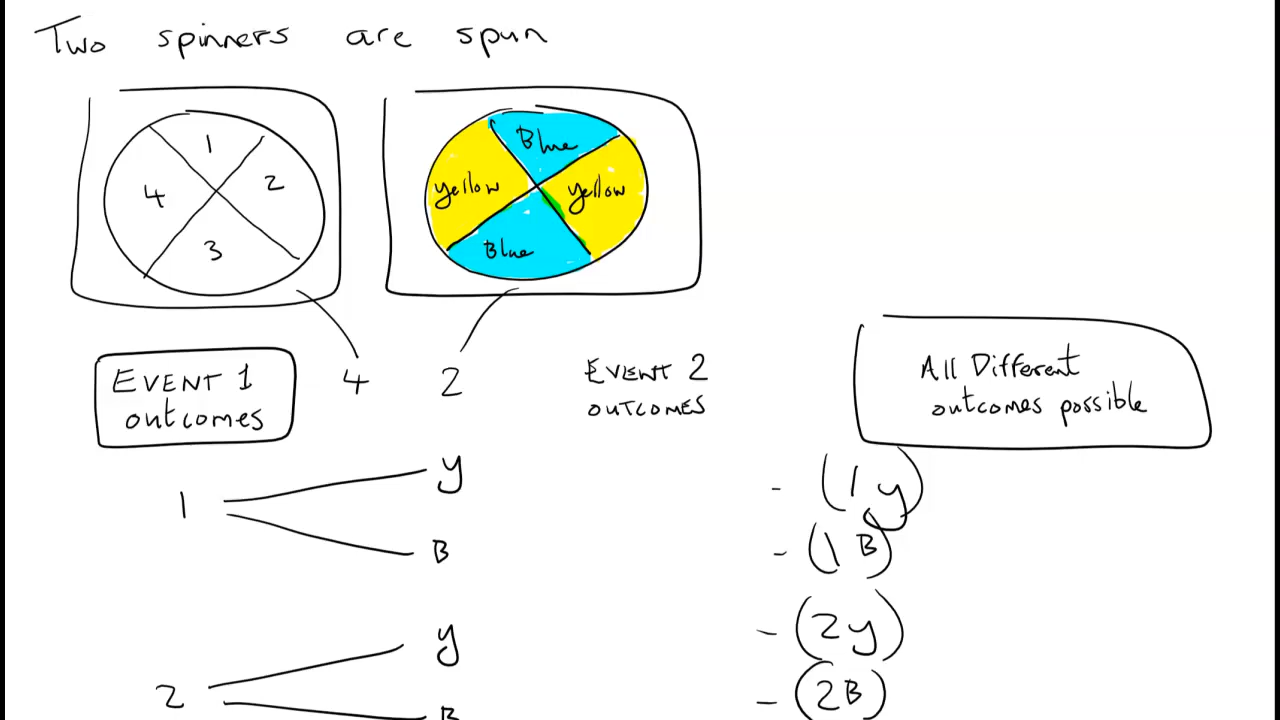 Two spinners are spun
1
4 2
3
Blue
Yellow Yellow
Blue
EVENT 1
outcomes
4 2
EVENT 2
OUTCOMES
All Different
outcomes possible
1 y - (1 y)
B - (1 B)
2 y - (2 y)
B - (2B)